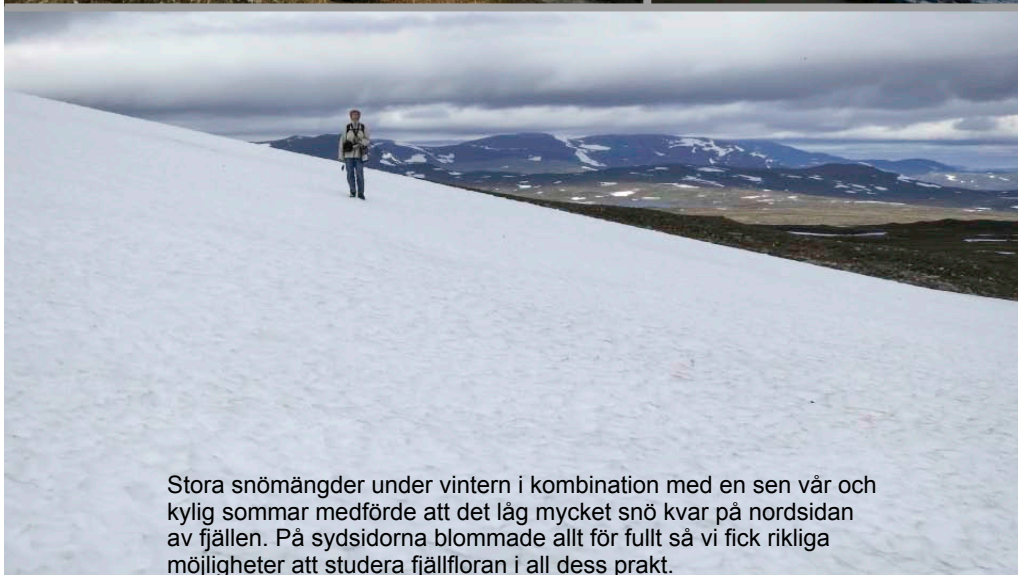 Stora snömängder under vintern i kombination med en sen vår och
kylig sommar medförde att det låg mycket snö kvar på nordsidan
av fjällen. På sydsidorna blommade allt för fullt så vi fick rikliga
möjligheter att studera fjällfloran i all dess prakt.